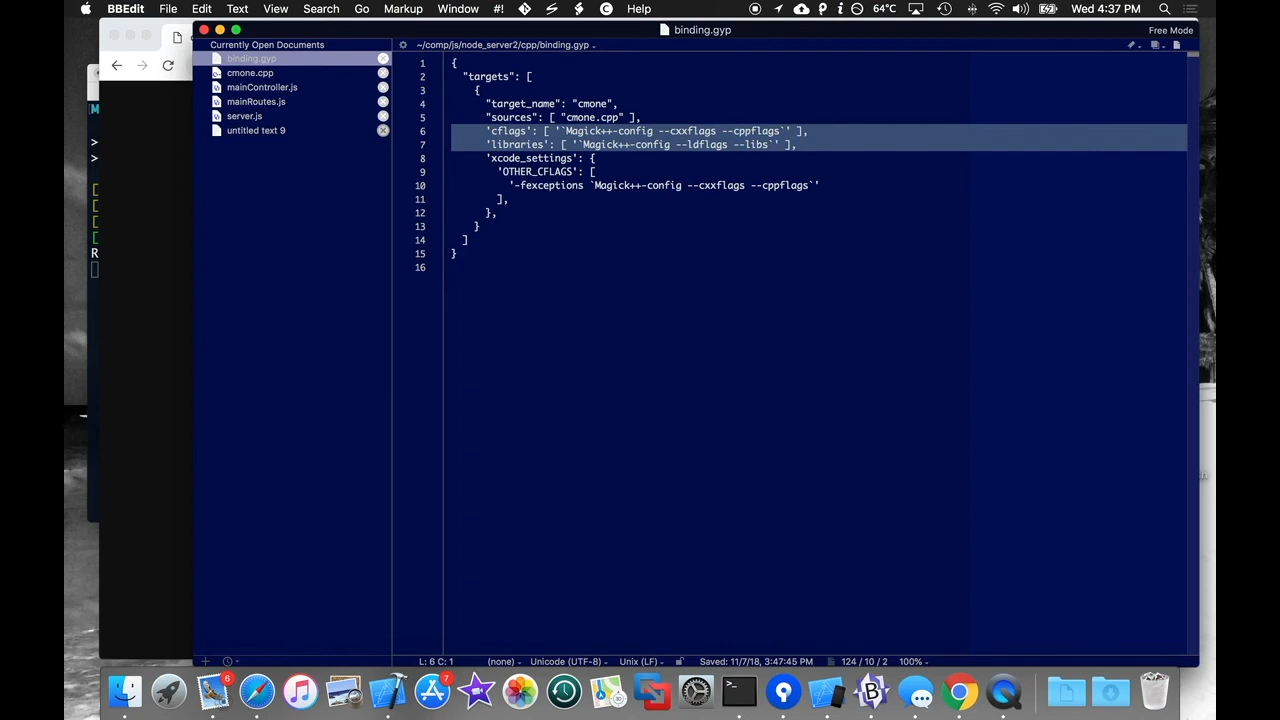 BBEdit File Edit Text View Search Go Markup Window #! Help 64°C Wed 4:37 PM
binding.gyp Free Mode
Currently Open Documents ~/comp/js/node_server2/cpp/binding.gyp
binding.gyp
cmone.cpp
mainController.js
mainRoutes.js
server.js
untitled text 9
1 {
2 "targets": [
3 {
4 "target_name": "cmone",
5 "sources": [ "cmone.cpp" ],
6 'cflags': [ '`Magick++-config --cxxflags --cppflags`' ],
7 'libraries': [ '`Magick++-config --ldflags --libs`' ],
8 'xcode_settings': {
9 'OTHER_CFLAGS': [
10 '-fexceptions `Magick++-config --cxxflags --cppflags`'
11 ],
12 },
13 }
14 ]
15 }
16
M
>
>
[
[
[
[
R
L: 6 C: 1 (none) Unicode (UTF-8) Unix (LF) Saved: 11/7/18, 3:47:45 PM 124 / 10 / 2 100%
6 7